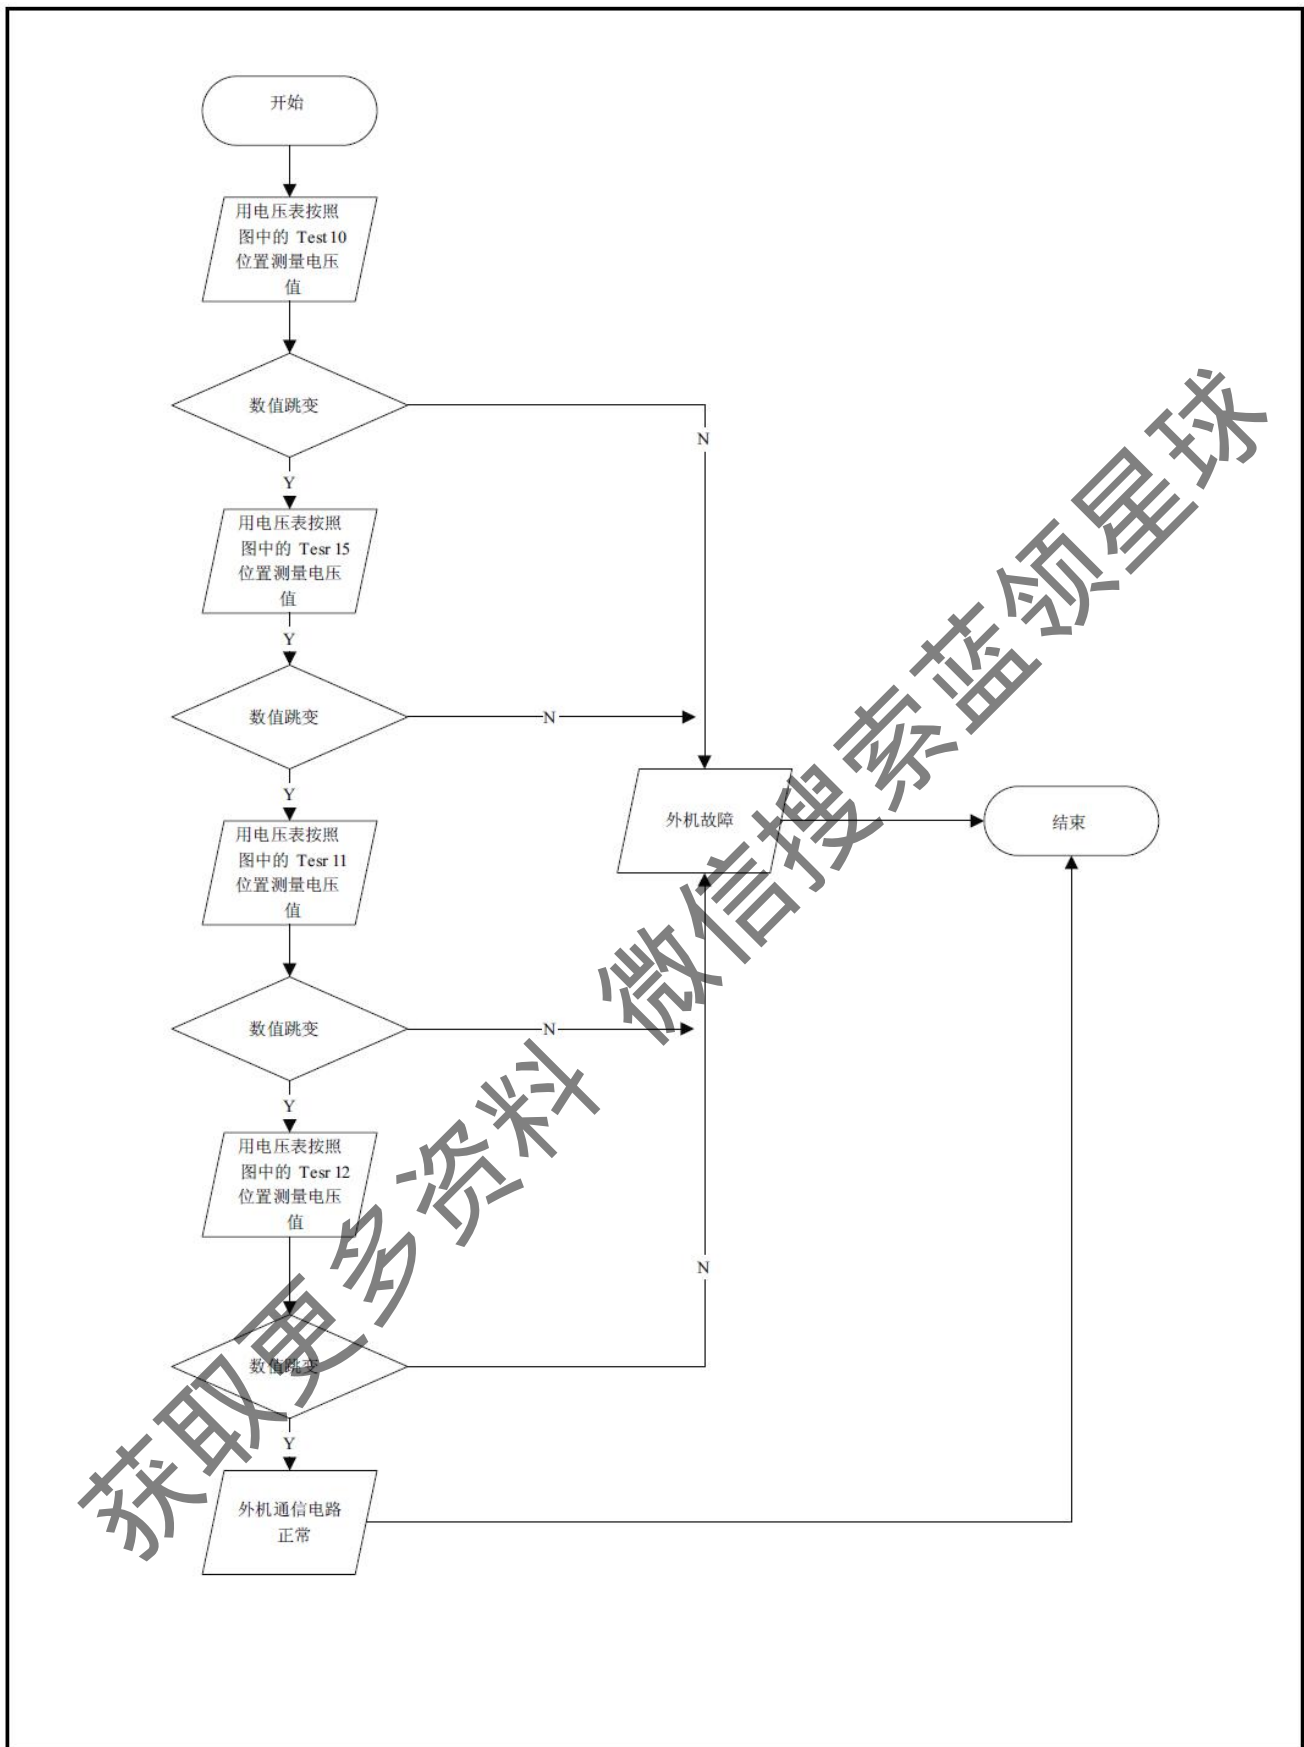 开始
用电压表按照
图中的 Test 10
位置测量电压
值
数值跳变
N
Y
用电压表按照
图中的 Tesr 15
位置测量电压
值
Y
数值跳变
N
Y
用电压表按照
图中的 Tesr 11
位置测量电压
值
外机故障
结束
数值跳变
N
Y
用电压表按照
图中的 Tesr 12
位置测量电压
值
N
数值跳变
Y
外机通信电路
正常
获取更多资料 微信搜索蓝领星球